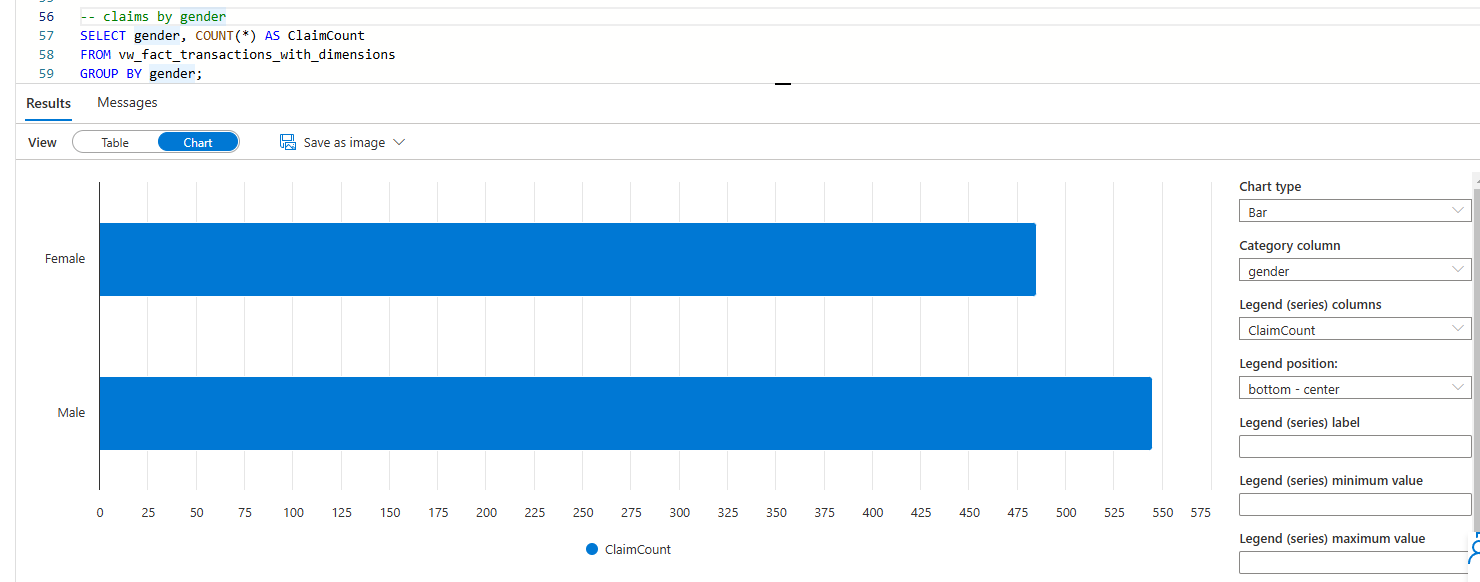 56 -- claims by gender
57 SELECT gender, COUNT(*) AS ClaimCount
58 FROM vw_fact_transactions_with_dimensions
59 GROUP BY gender;
Results Messages
View Table Chart Save as image
Female
Male
0 25 50 75 100 125 150 175 200 225 250 275 300 325 350 375 400 425 450 475 500 525 550 575
ClaimCount
Chart type
Bar
Category column
gender
Legend (series) columns
ClaimCount
Legend position:
bottom - center
Legend (series) label
Legend (series) minimum value
Legend (series) maximum value